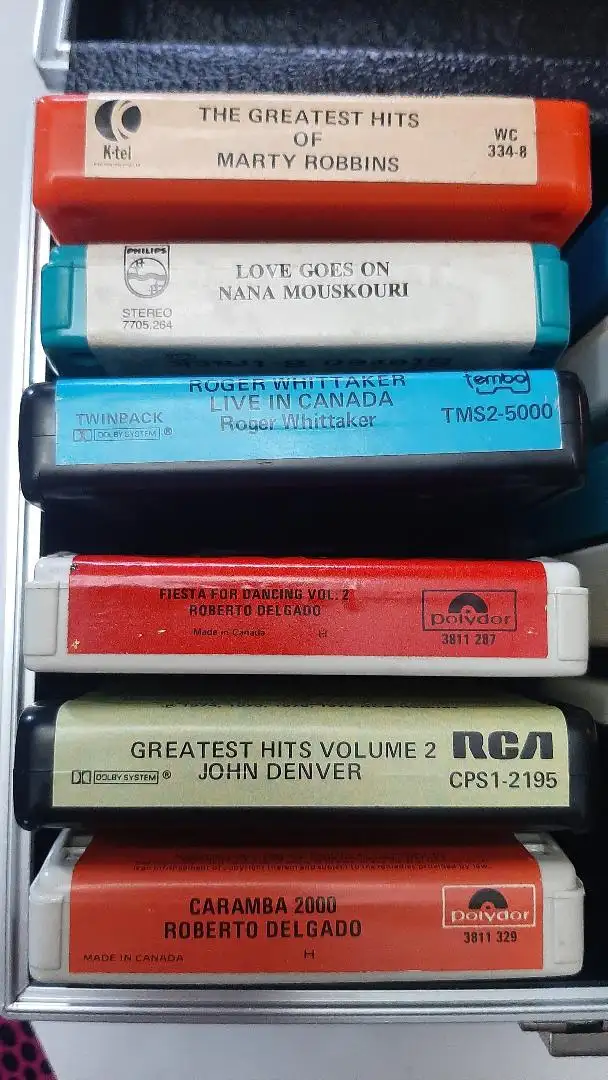 K-tel
THE GREATEST HITS
OF
MARTY ROBBINS
WC
334-8
PHILIPS
STEREO
7705,264
LOVE GOES ON
NANA MOUSKOURI
ROGER WHITTAKER
LIVE IN CANADA
Roger Whittaker
TWINPACK
DOLBY SYSTEM ®
tembo
TMS2-5000
FIESTA FOR DANCING VOL. 2
ROBERTO DELGADO
Made in Canada
H
polydor
3811 287
GREATEST HITS VOLUME 2
JOHN DENVER
DOLBY SYSTEM ®
RCA
CPS1-2195
CARAMBA 2000
ROBERTO DELGADO
MADE IN CANADA
H
polydor
3811 329